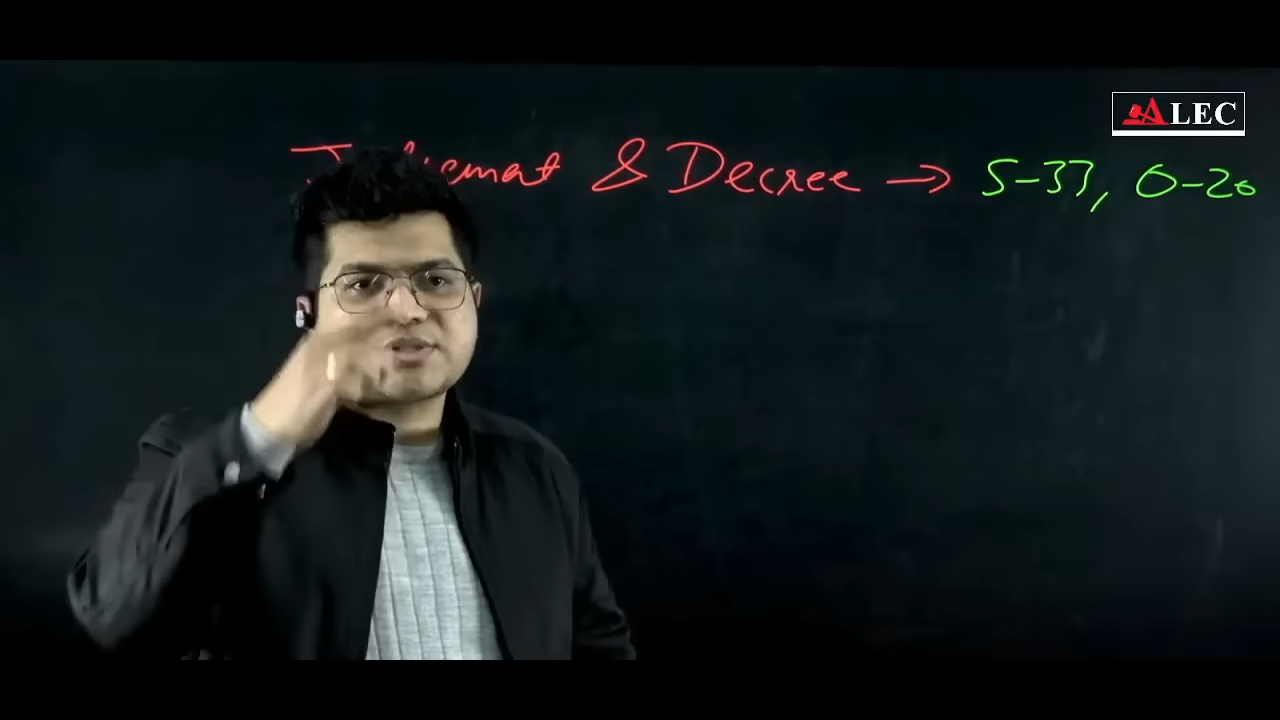 & Decree → S-33, O-20
ALEC